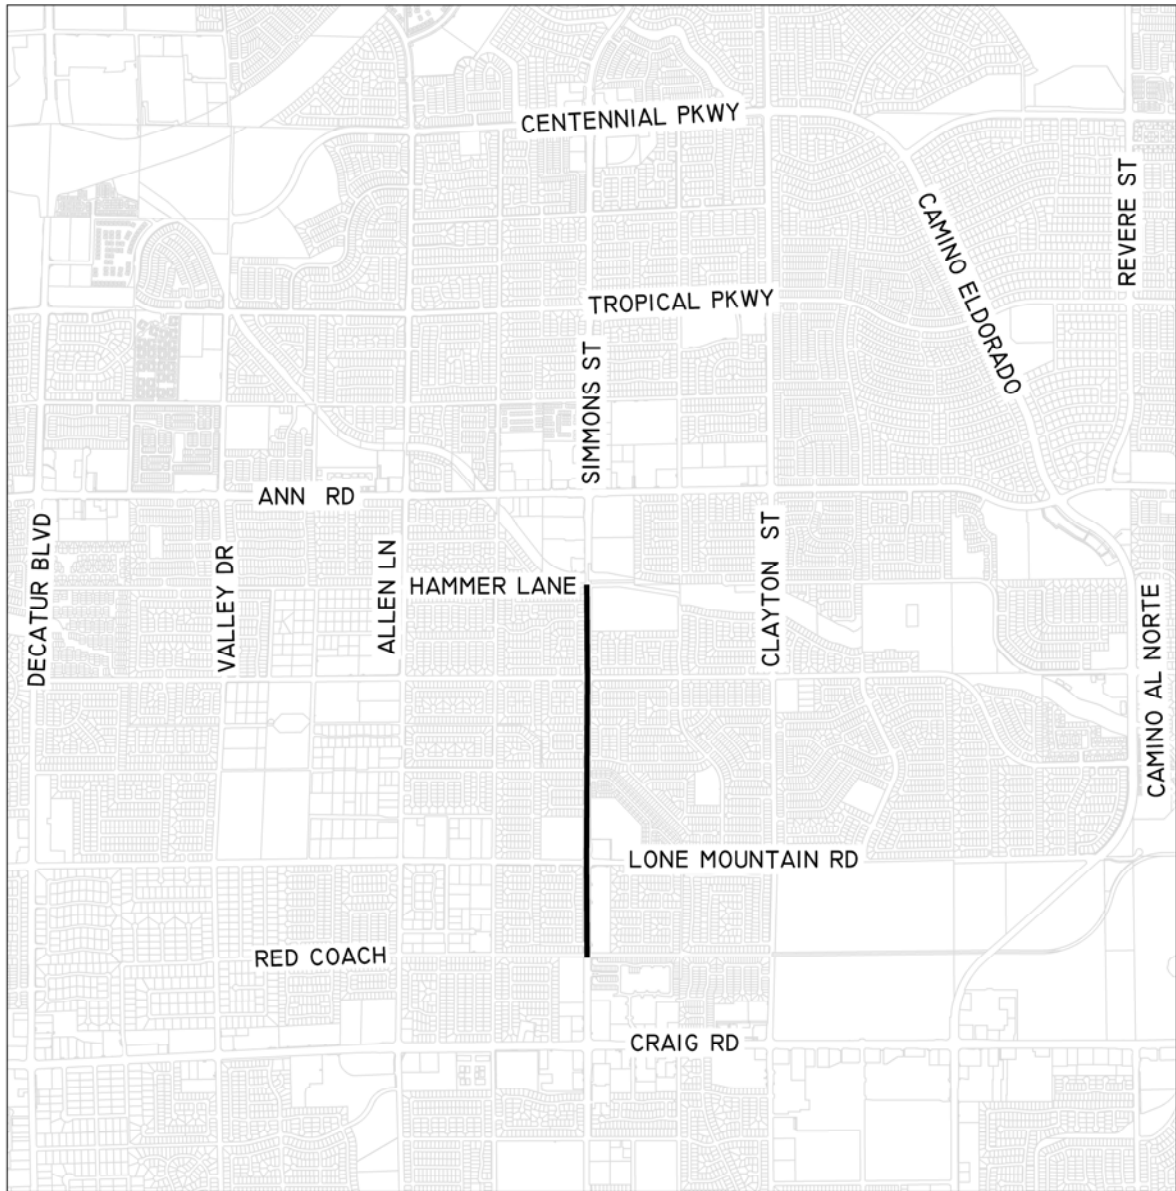 CENTENNIAL PKWY
REVERE ST
CAMINO ELDORADO
TROPICAL PKWY
SIMMONS ST
ANN RD
DECATUR BLVD
VALLEY DR
ALLEN LN
HAMMER LANE
CLAYTON ST
CAMINO AL NORTE
LONE MOUNTAIN RD
RED COACH
CRAIG RD